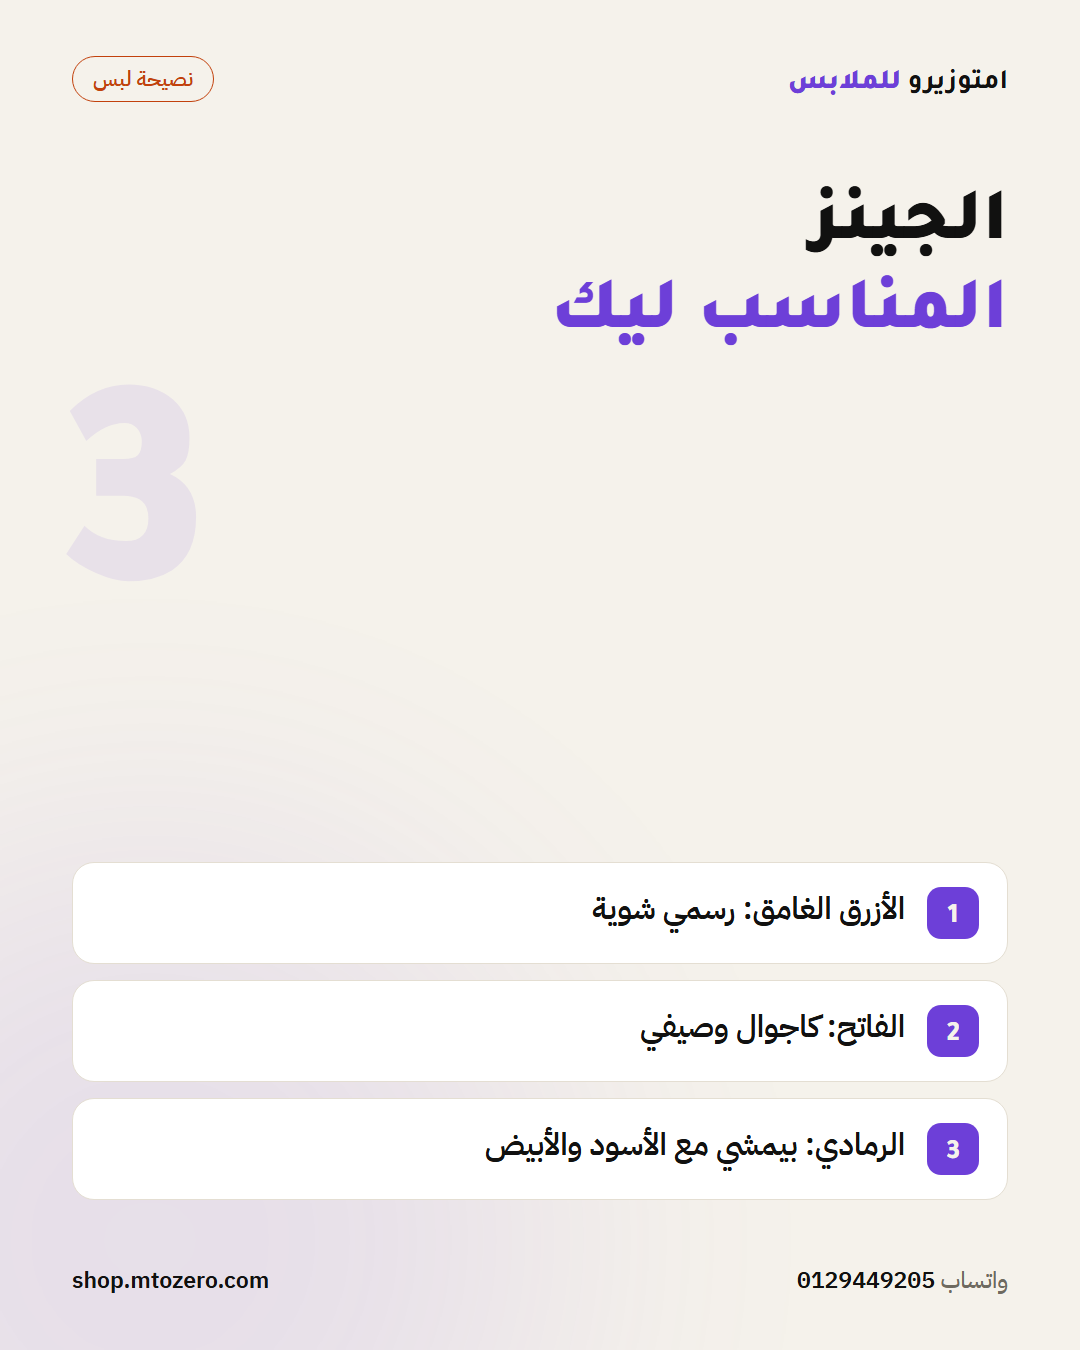 امتوزيرو للملابس
نصيحة لبس
الجينز
المناسب ليك
3
1 الأزرق الغامق: رسمي شوية
2 الفاتح: كاجوال وصيفي
3 الرمادي: بيمشي مع الأسود والأبيض
واتساب 0129449205
shop.mtozero.com